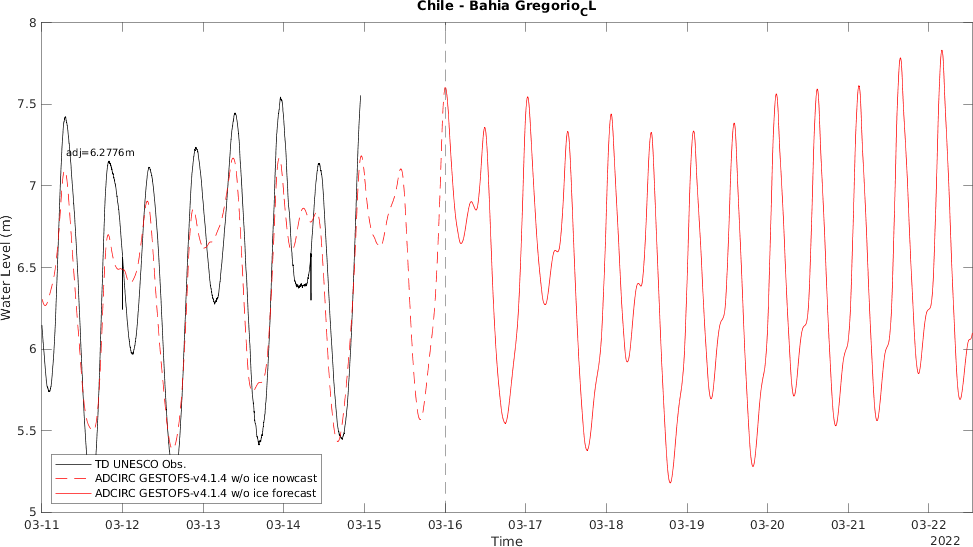 Chile - Bahia Gregorio_CL
8
7.5
7
6.5
6
5.5
5
Water Level (m)
adj=6.2776m
TD UNESCO Obs.
ADCIRC GESTOFS-v4.1.4 w/o ice nowcast
ADCIRC GESTOFS-v4.1.4 w/o ice forecast
03-11 03-12 03-13 03-14 03-15 03-16 03-17 03-18 03-19 03-20 03-21 03-22
Time
2022